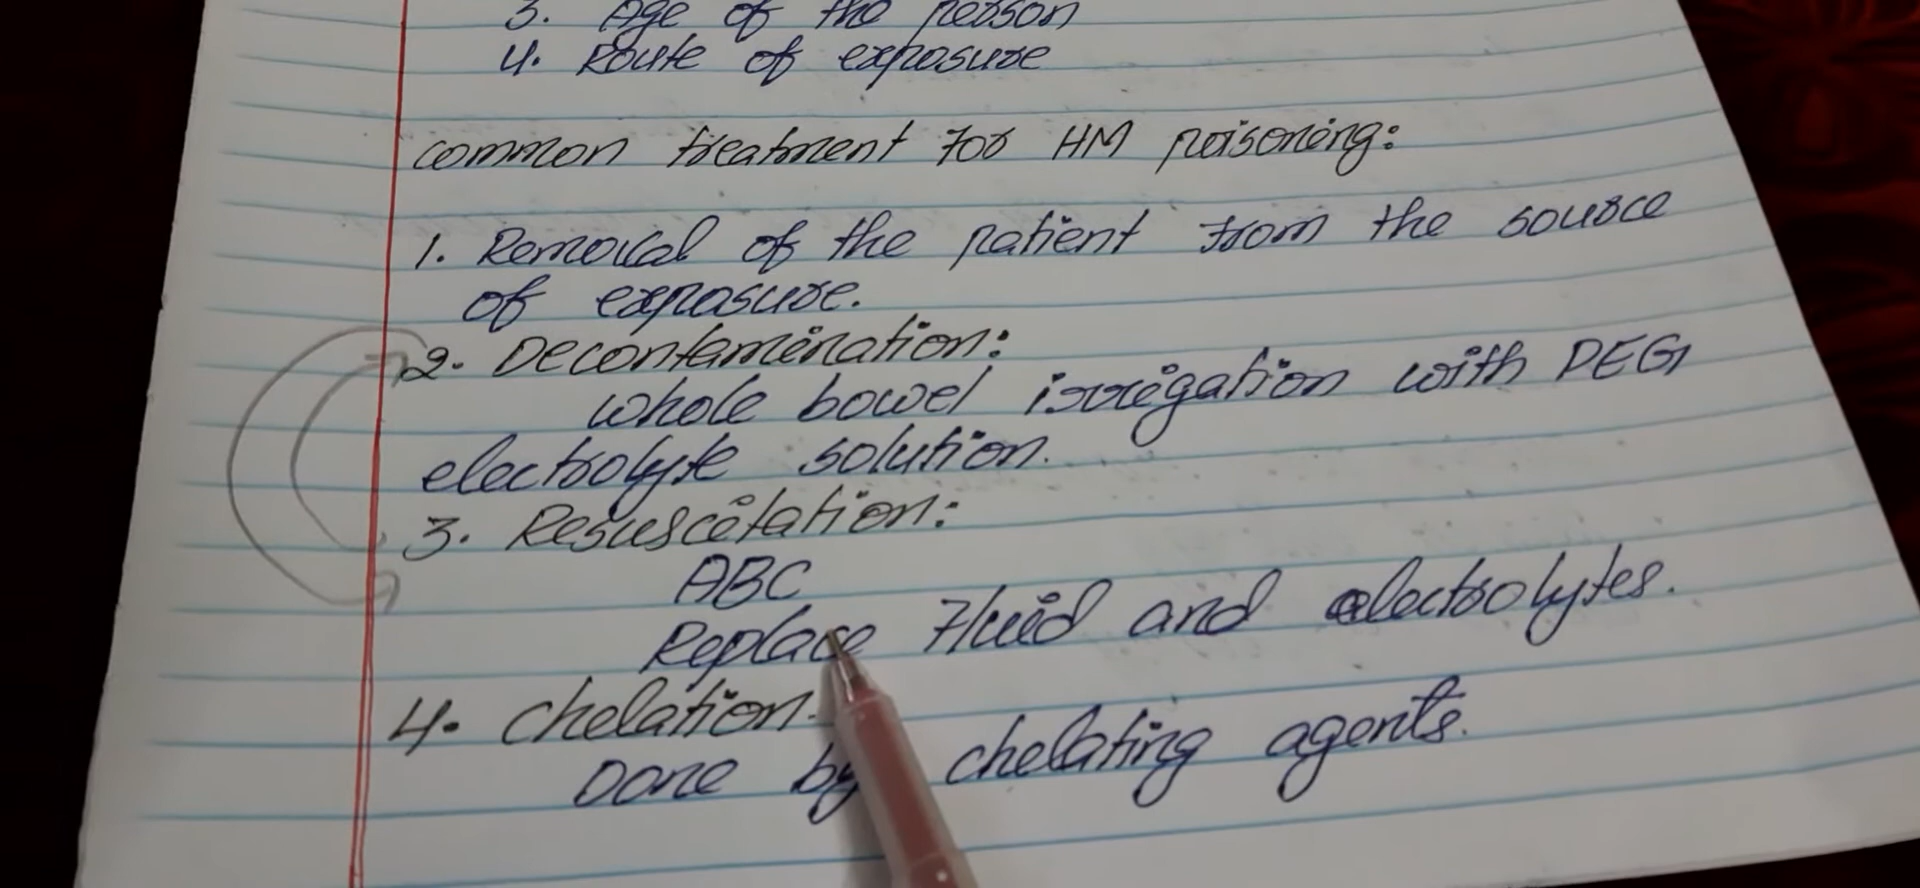 3. Age of the person
4. Route of exposure
common treatment for HM poisoning:
1. Removal of the patient from the source
of exposure.
2. Decontamination:
whole bowel irrigation with PEG
electrolyte solution.
3. Resuscitation:
ABC
Replace Fluid and electrolytes.
4. Chelation.
Done by chelating agents.